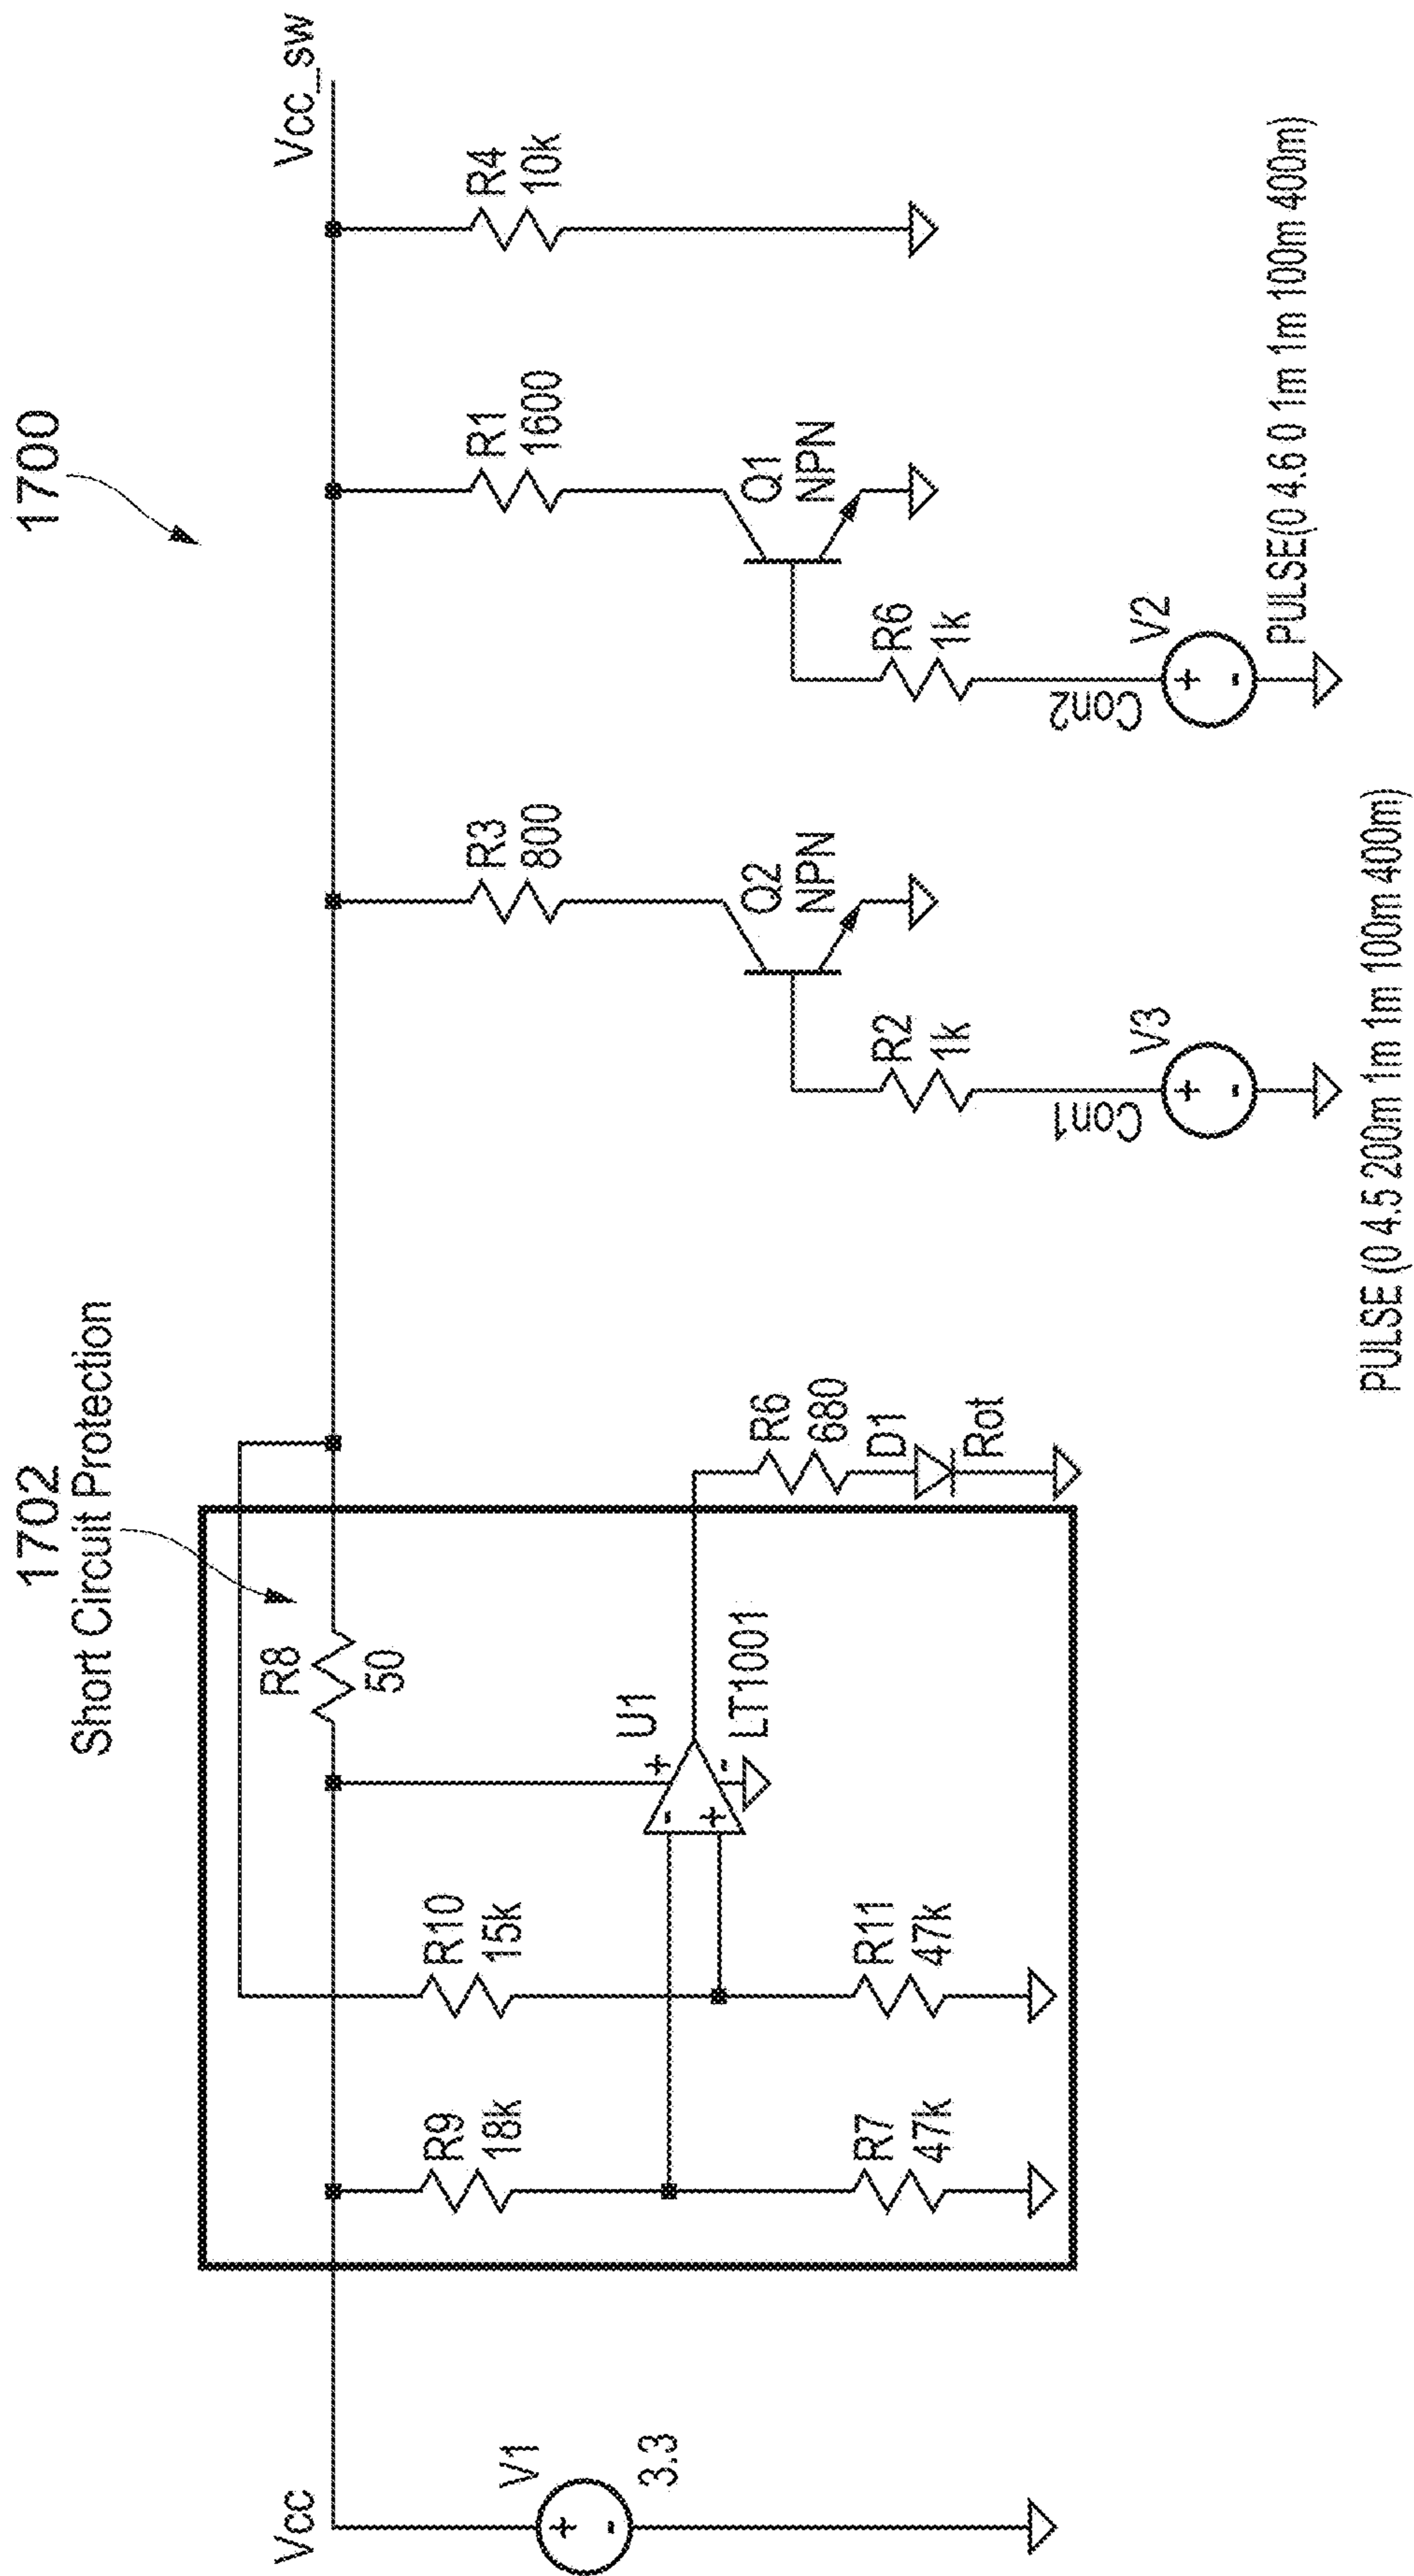 1700
1702
Short Circuit Protection
Vcc
Vcc_sw
V1
3.3
R9
18k
R7
47k
R10
15k
R11
47k
R8
50
U1
+
-
-
+
LT1001
R6
680
D1
Rot
R3
800
Q2
NPN
R2
1k
Con1
V3
+
-
PULSE (0 4.5 200m 1m 1m 100m 400m)
R1
1600
Q1
NPN
R6
1k
Con2
V2
+
-
PULSE(0 4.6 0 1m 1m 100m 400m)
R4
10k
+
-